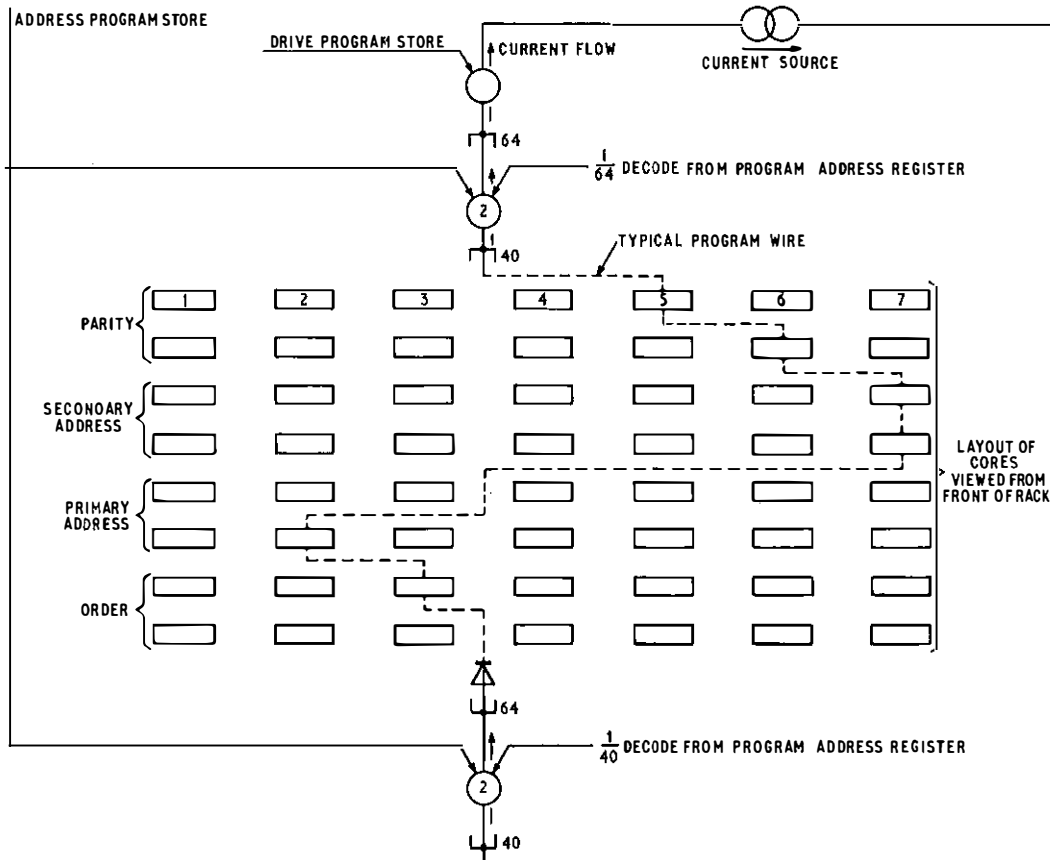 ADDRESS PROGRAM STORE
DRIVE PROGRAM STORE
CURRENT FLOW
CURRENT SOURCE
64
1/64 DECODE FROM PROGRAM ADDRESS REGISTER
2
40
TYPICAL PROGRAM WIRE
1 2 3 4 5 6 7
PARITY
SECONOARY
ADDRESS
PRIMARY
ADDRESS
ORDER
LAYOUT OF
CORES
VIEWED FROM
FRONT OF RACK
64
1/40 DECODE FROM PROGRAM ADDRESS REGISTER
2
40